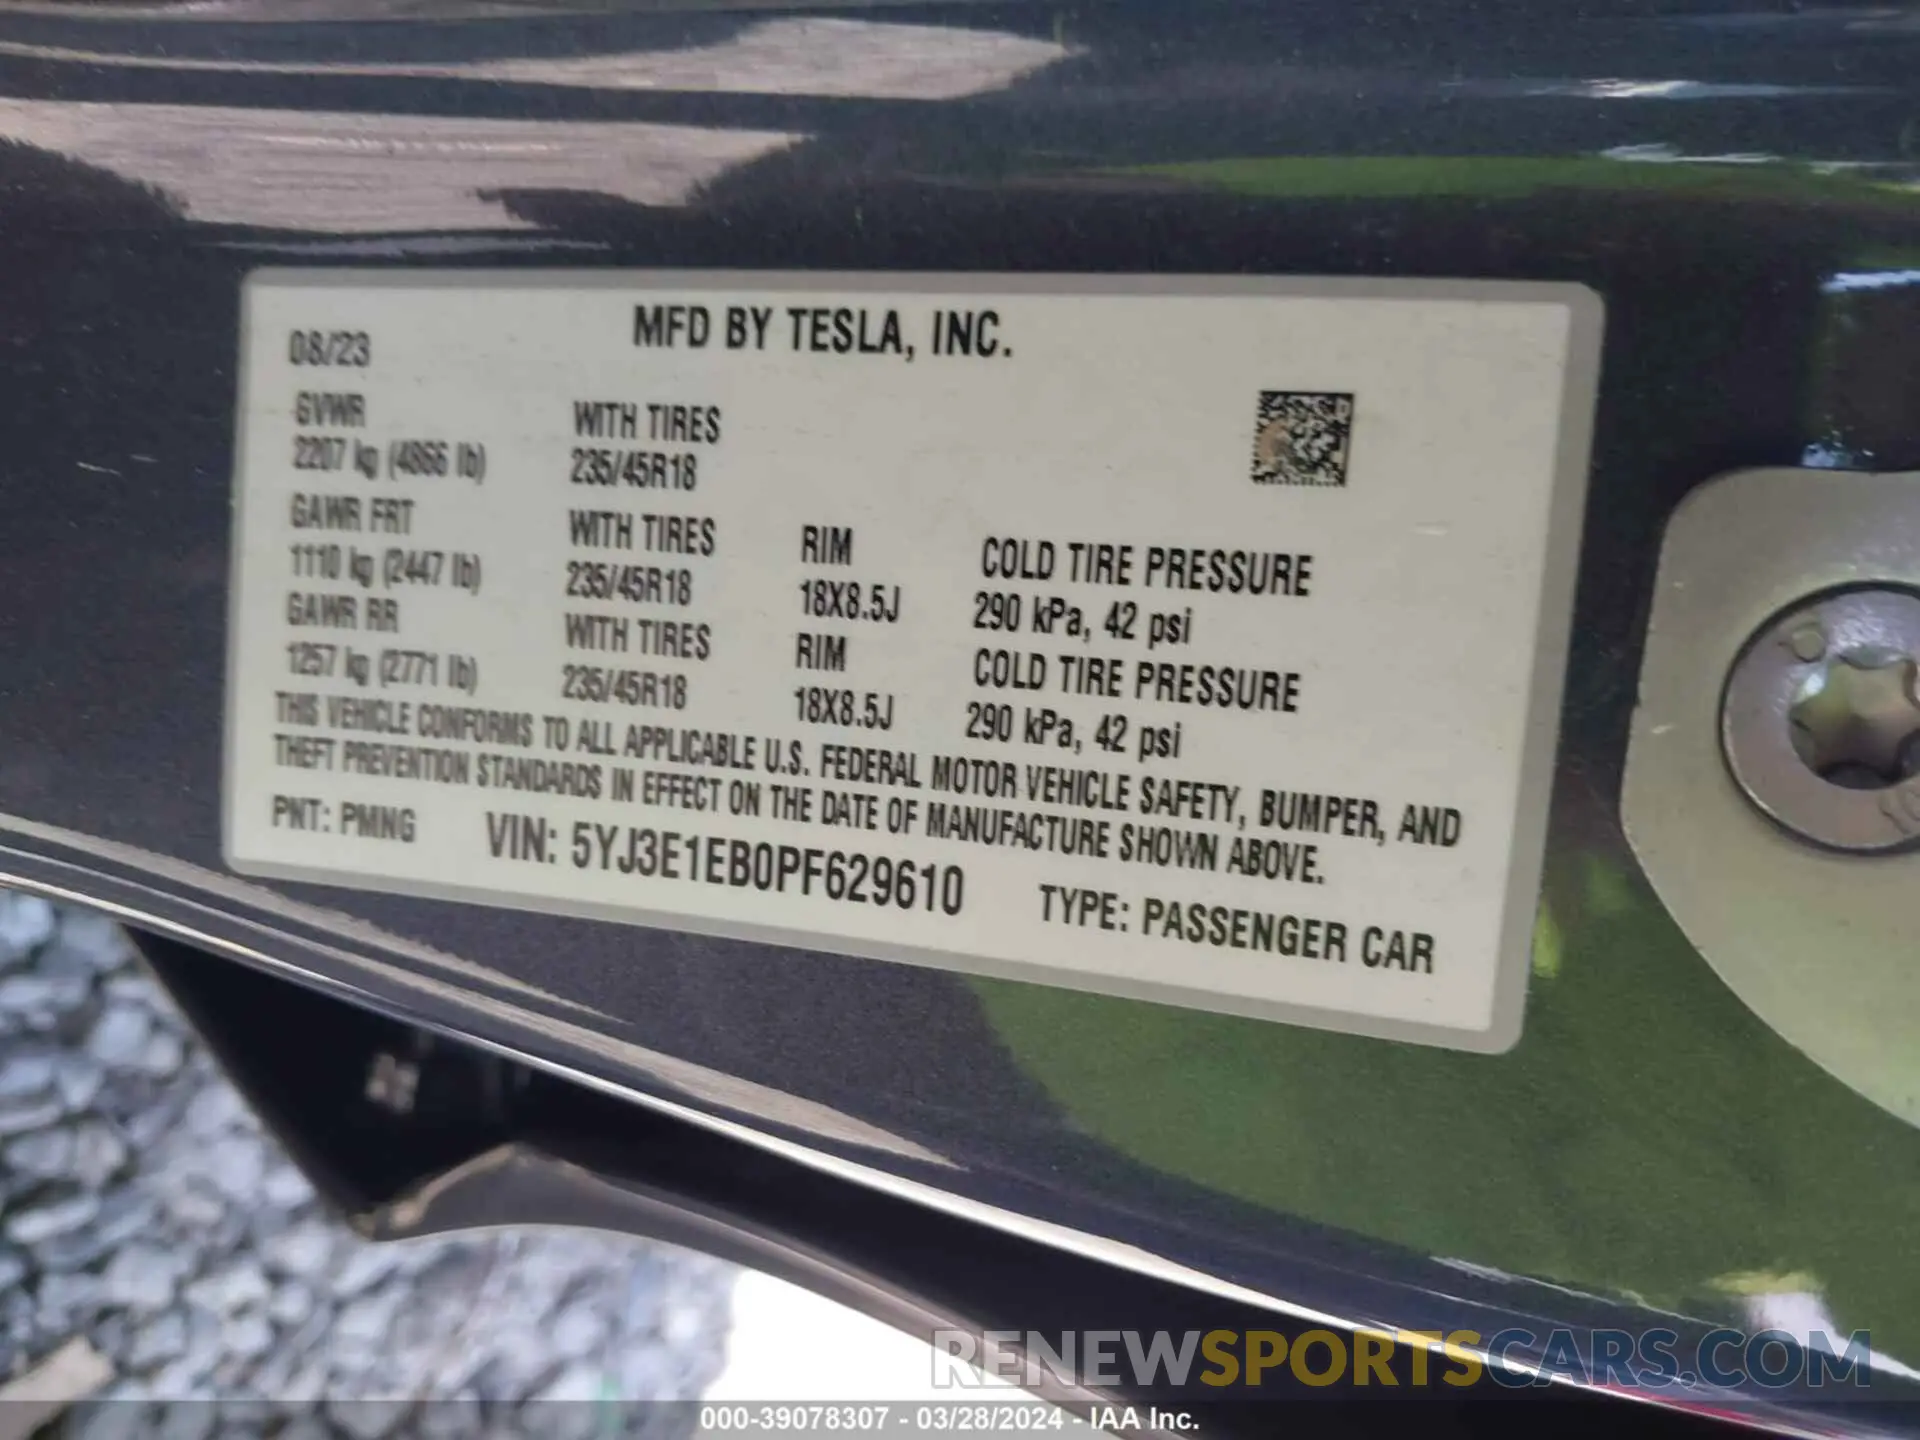 MFD BY TESLA, INC.
08/23
GVWR WITH TIRES
2207 kg (4866 lb) 235/45R18
GAWR FRT WITH TIRES RIM COLD TIRE PRESSURE
1110 kg (2447 lb) 235/45R18 18X8.5J 290 kPa, 42 psi
GAWR RR WITH TIRES RIM COLD TIRE PRESSURE
1257 kg (2771 lb) 235/45R18 18X8.5J 290 kPa, 42 psi
THIS VEHICLE CONFORMS TO ALL APPLICABLE U.S. FEDERAL MOTOR VEHICLE SAFETY, BUMPER, AND
THEFT PREVENTION STANDARDS IN EFFECT ON THE DATE OF MANUFACTURE SHOWN ABOVE.
PNT: PMNG VIN: 5YJ3E1EB0PF629610 TYPE: PASSENGER CAR
RENEWSPORTSCARS.COM
000-39078307 - 03/28/2024 - IAA Inc.